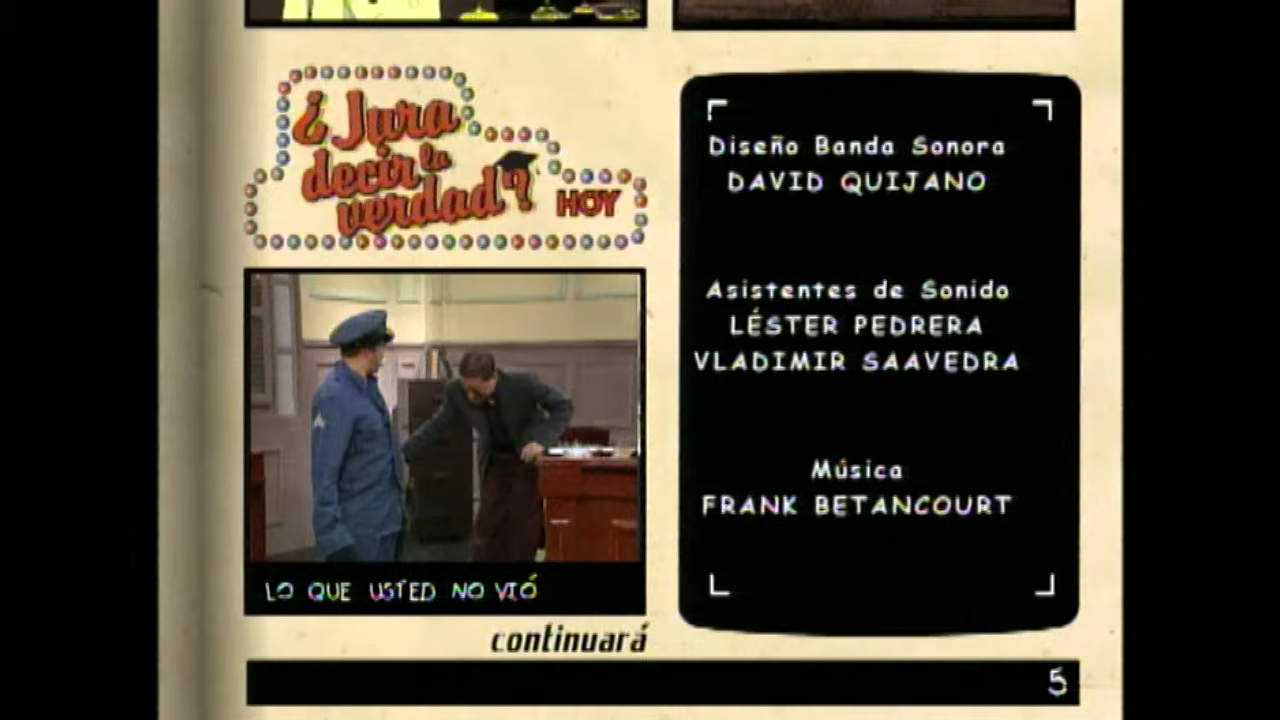 ¿Jura
decir la
verdad?
HOY
LO QUE USTED NO VIÓ
continuará
Diseño Banda Sonora
DAVID QUIJANO
Asistentes de Sonido
LÉSTER PEDRERA
VLADIMIR SAAVEDRA
Música
FRANK BETANCOURT
5